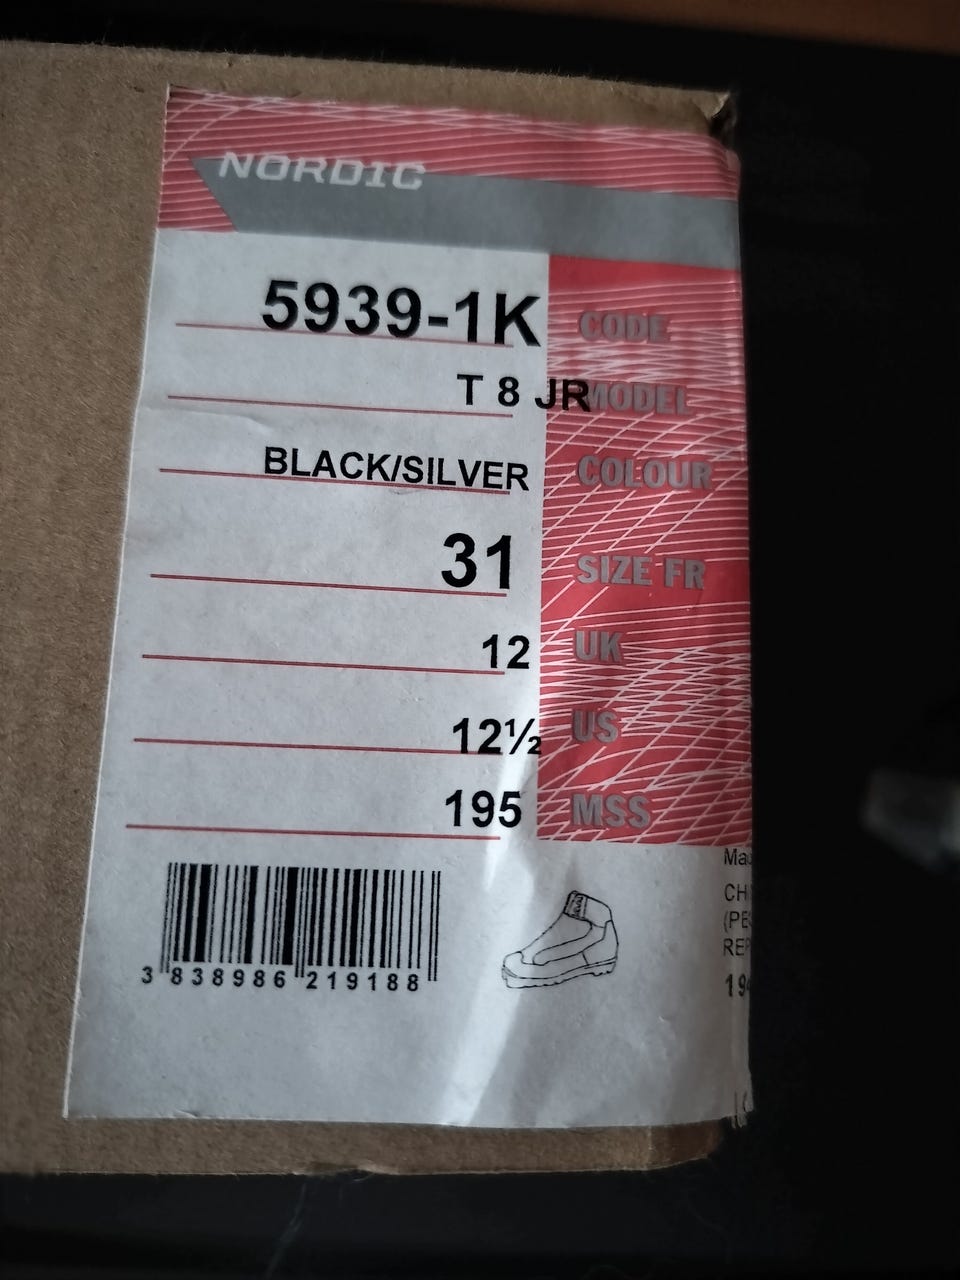 NORDIC
5939-1K CODE
T 8 JR MODEL
BLACK/SILVER COLOUR
31 SIZE FR
12 UK
12½ US
195 MSS
3 838986 219188